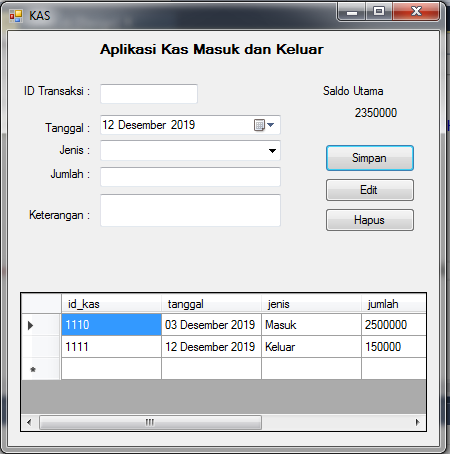 KAS
Aplikasi Kas Masuk dan Keluar
ID Transaksi :
Saldo Utama
2350000
Tanggal :
12 Desember 2019
Jenis :
Simpan
Jumlah :
Edit
Keterangan :
Hapus
id_kas tanggal jenis jumlah
1110 03 Desember 2019 Masuk 2500000
1111 12 Desember 2019 Keluar 150000